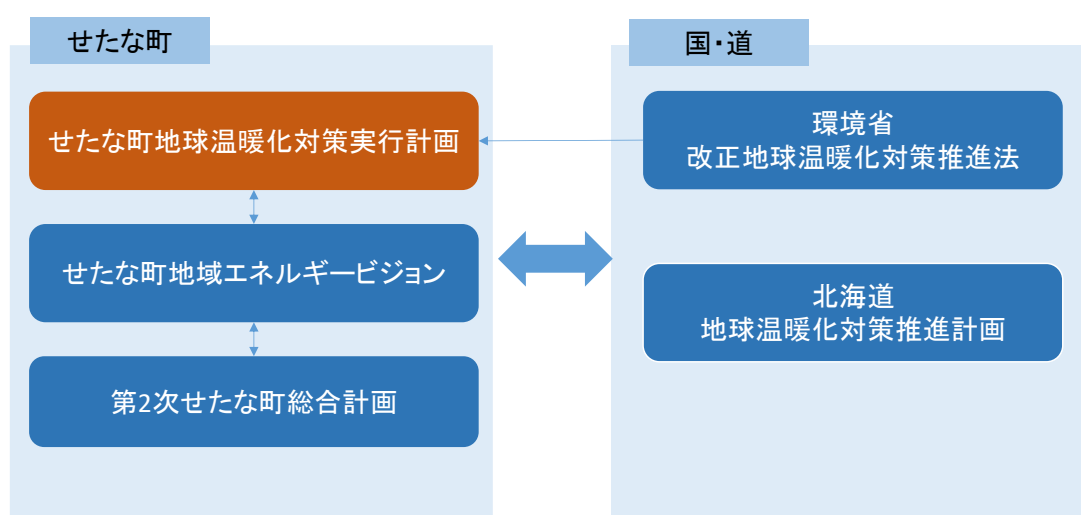 せたな町
せたな町地球温暖化対策実行計画
せたな町地域エネルギービジョン
第2次せたな町総合計画
国・道
環境省
改正地球温暖化対策推進法
北海道
地球温暖化対策推進計画